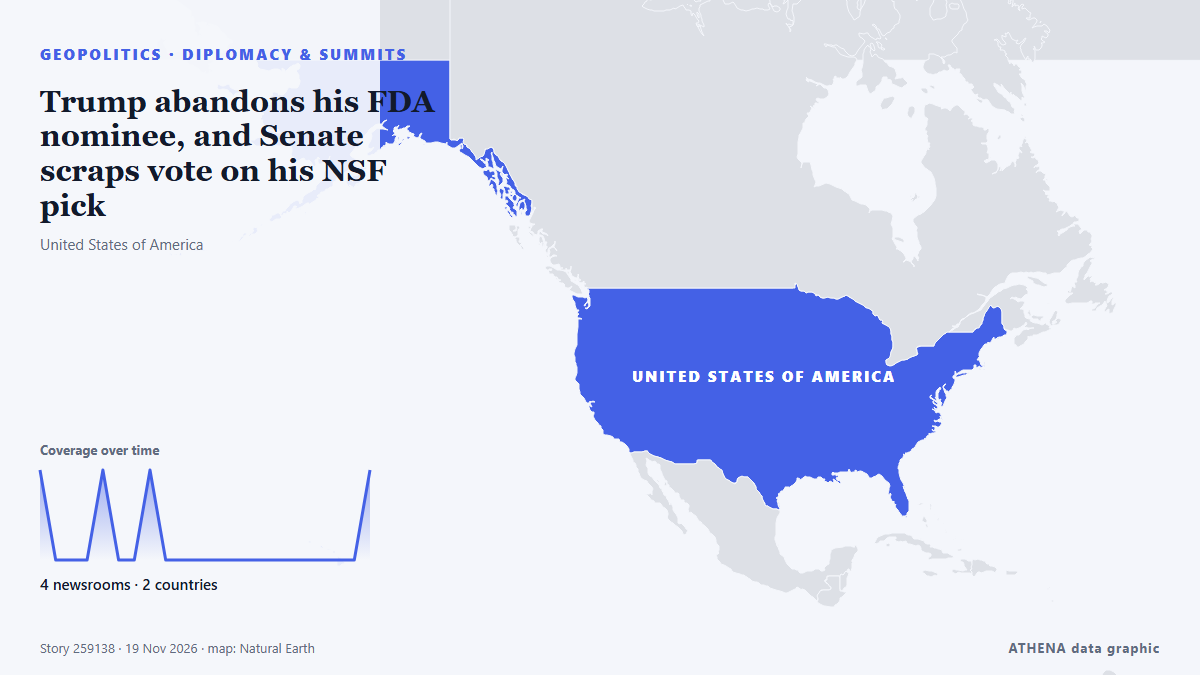 GEOPOLITICS · DIPLOMACY & SUMMITS
Trump abandons his FDA
nominee, and Senate
scraps vote on his NSF
pick
United States of America
UNITED STATES OF AMERICA
Coverage over time
4 newsrooms · 2 countries
Story 259138 · 19 Nov 2026 · map: Natural Earth
ATHENA data graphic